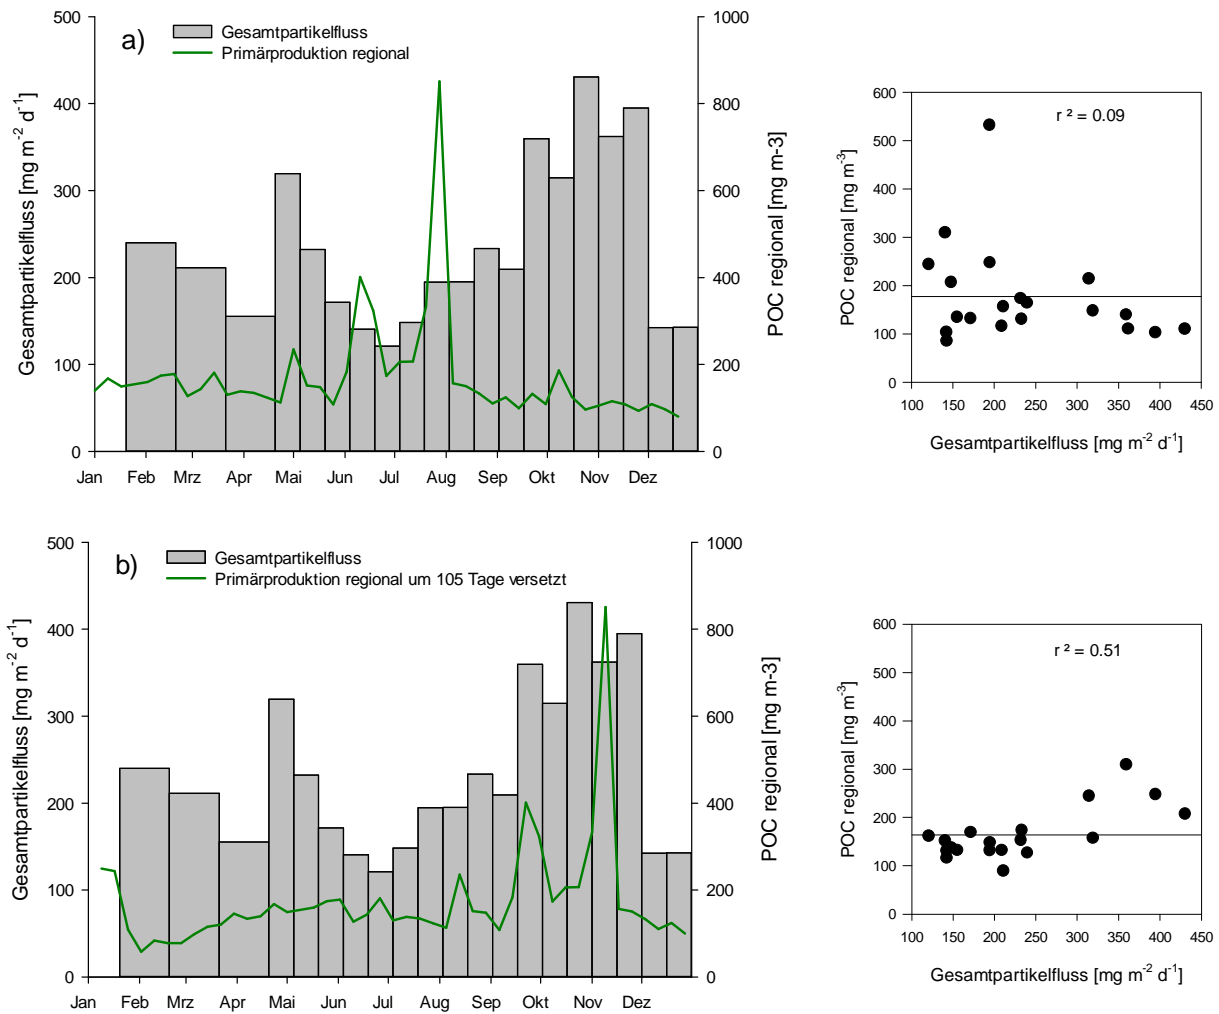 a)
Gesamtpartikelfluss
Primärproduktion regional
500
400
300
200
100
0
Gesamtpartikelfluss [mg m⁻² d⁻¹]
1000
800
600
400
200
0
POC regional [mg m-3]
Jan Feb Mrz Apr Mai Jun Jul Aug Sep Okt Nov Dez
r ² = 0.09
600
500
400
300
200
100
0
POC regional [mg m⁻³]
100 150 200 250 300 350 400 450
Gesamtpartikelfluss [mg m⁻² d⁻¹]
b)
Gesamtpartikelfluss
Primärproduktion regional um 105 Tage versetzt
500
400
300
200
100
0
Gesamtpartikelfluss [mg m⁻² d⁻¹]
1000
800
600
400
200
0
POC regional [mg m-3]
Jan Feb Mrz Apr Mai Jun Jul Aug Sep Okt Nov Dez
r ² = 0.51
600
500
400
300
200
100
0
POC regional [mg m⁻³]
100 150 200 250 300 350 400 450
Gesamtpartikelfluss [mg m⁻² d⁻¹]